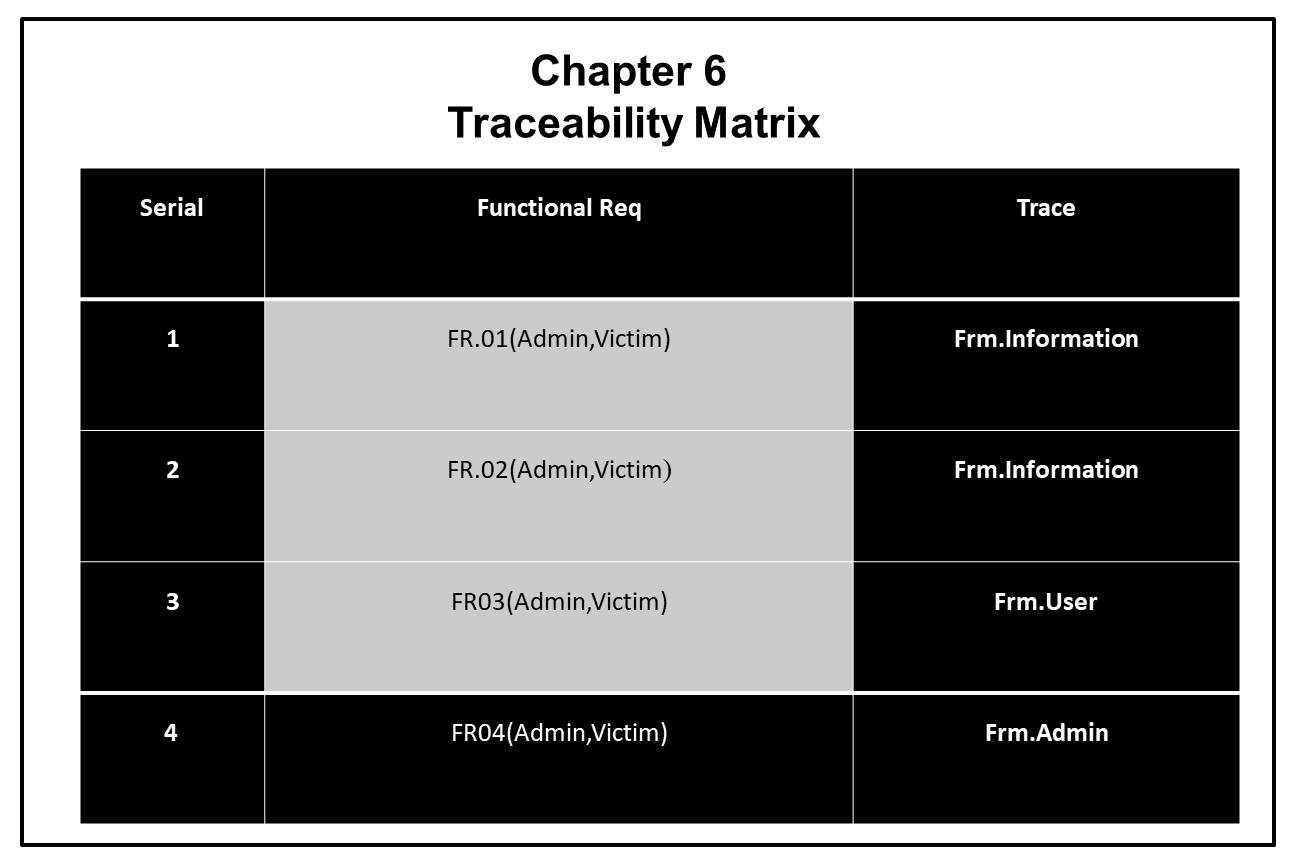 Chapter 6
Traceability Matrix
Serial Functional Req Trace
1 FR.01(Admin,Victim) Frm.Information
2 FR.02(Admin,Victim) Frm.Information
3 FR03(Admin,Victim) Frm.User
4 FR04(Admin,Victim) Frm.Admin